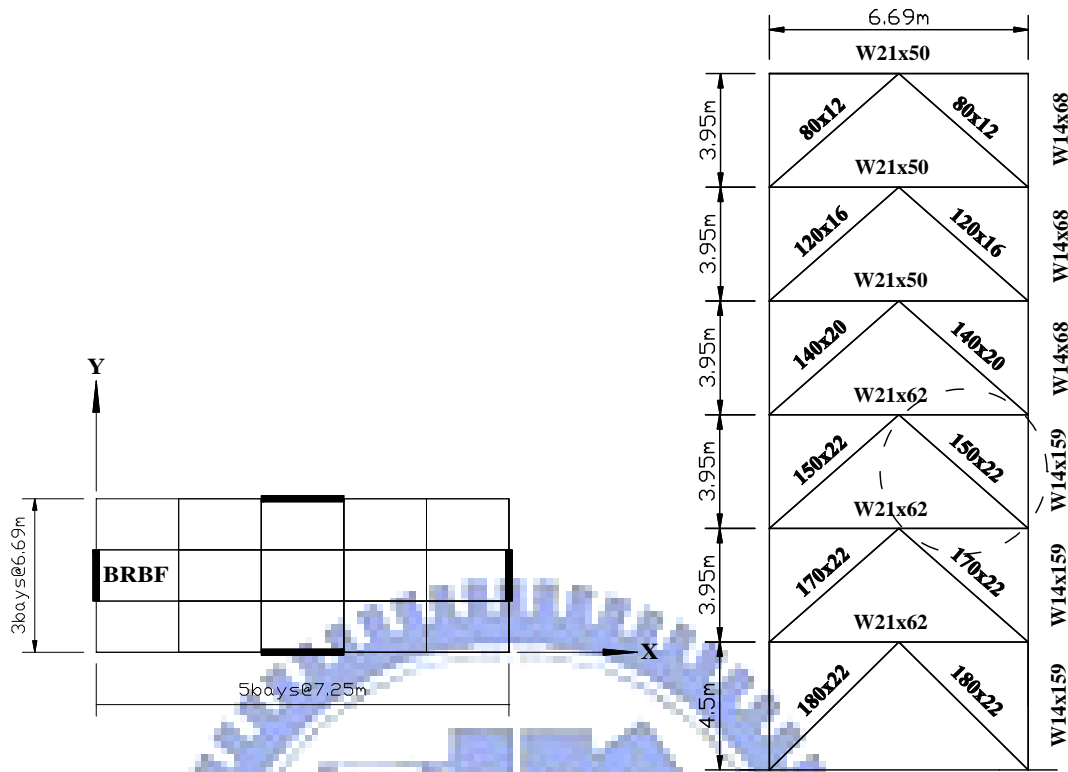 6.69m
W21x50
3.95m
80x12
80x12
W14x68
W21x50
3.95m
120x16
120x16
W14x68
W21x50
3.95m
140x20
140x20
W14x68
W21x62
3.95m
150x22
150x22
W14x159
W21x62
3.95m
170x22
170x22
W14x159
W21x62
4.5m
180x22
180x22
W14x159
Y
3bays@6.69m
BRBF
X
5bays@7.25m